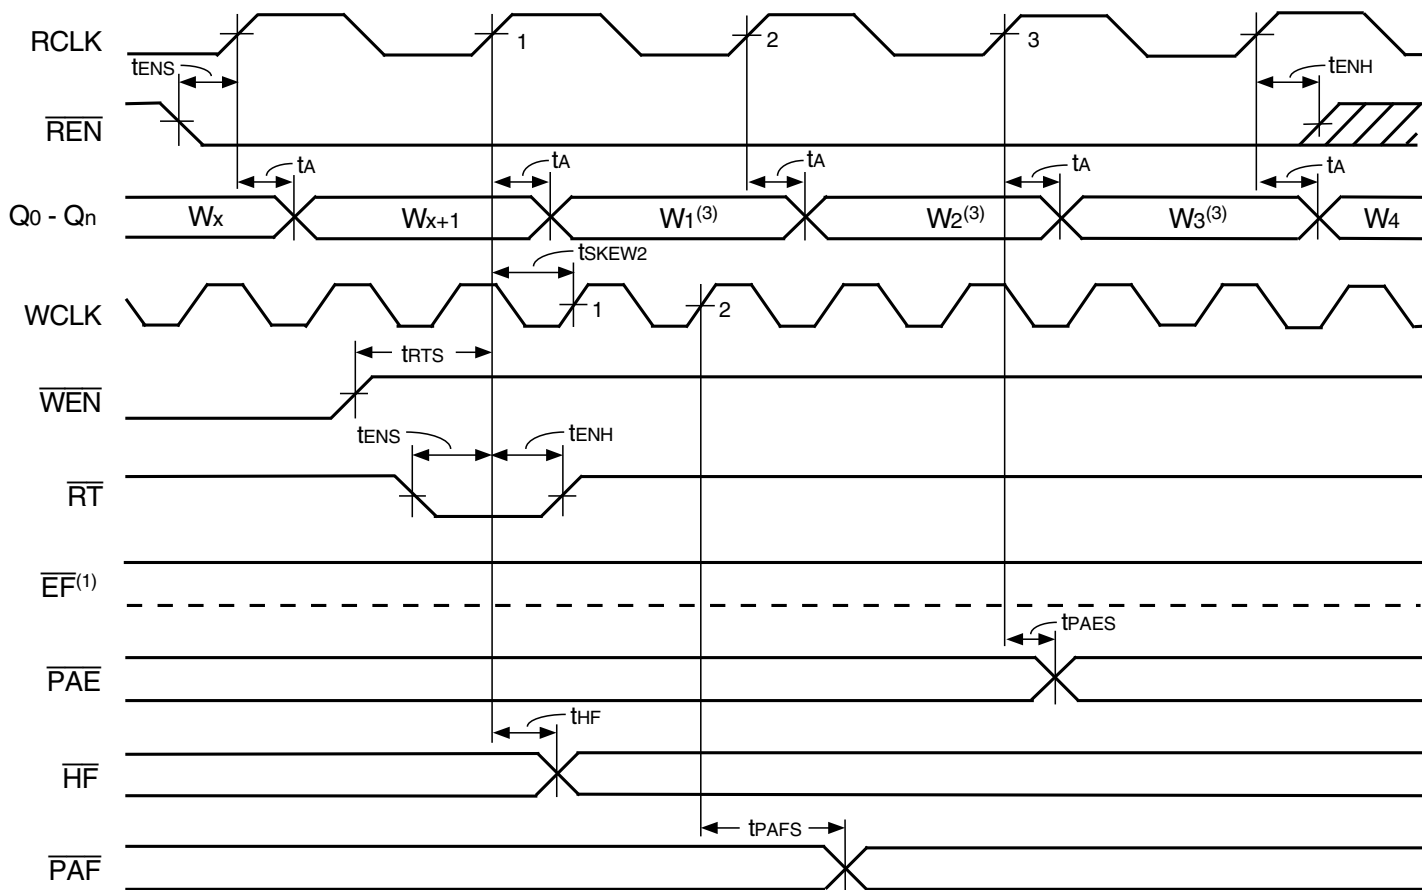 RCLK 1 2 3
tENS tENH
REN
tA tA tA tA tA
Q0 - Qn Wx Wx+1 W1(3) W2(3) W3(3) W4
tSKEW2
WCLK 1 2
tRTS
WEN
tENS tENH
RT
EF(1)
tPAES
PAE
tHF
HF
tPAFS
PAF